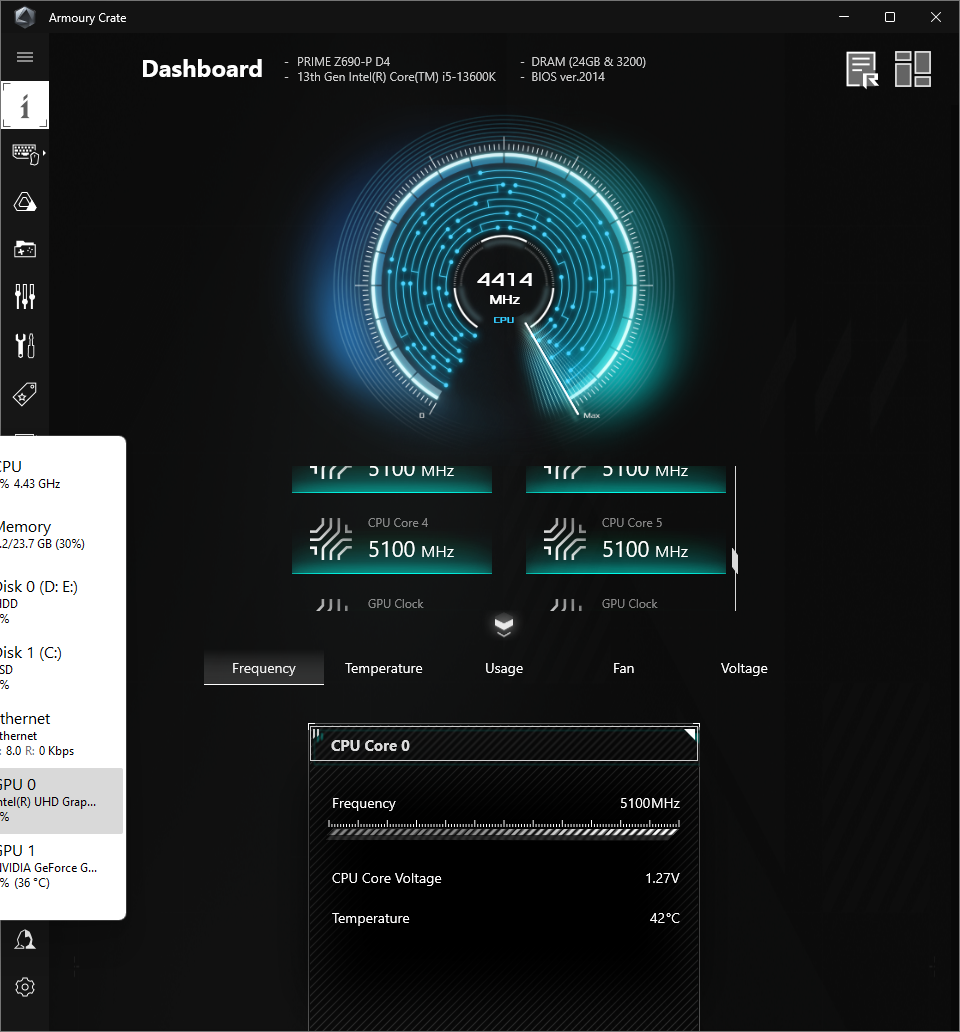 Armoury Crate
Dashboard
- PRIME Z690-P D4
- 13th Gen Intel(R) Core(TM) i5-13600K
- DRAM (24GB & 3200)
- BIOS ver.2014
4414
MHz
CPU
0
Max
5100 MHz
5100 MHz
CPU Core 4
5100 MHz
CPU Core 5
5100 MHz
GPU Clock
GPU Clock
Frequency
Temperature
Usage
Fan
Voltage
CPU Core 0
Frequency
5100MHz
CPU Core Voltage
1.27V
Temperature
42°C
CPU
% 4.43 GHz
Memory
.2/23.7 GB (30%)
Disk 0 (D: E:)
HDD
%
Disk 1 (C:)
SSD
%
Ethernet
Ethernet
: 8.0 R: 0 Kbps
GPU 0
Intel(R) UHD Grap...
%
GPU 1
NVIDIA GeForce G...
% (36 °C)